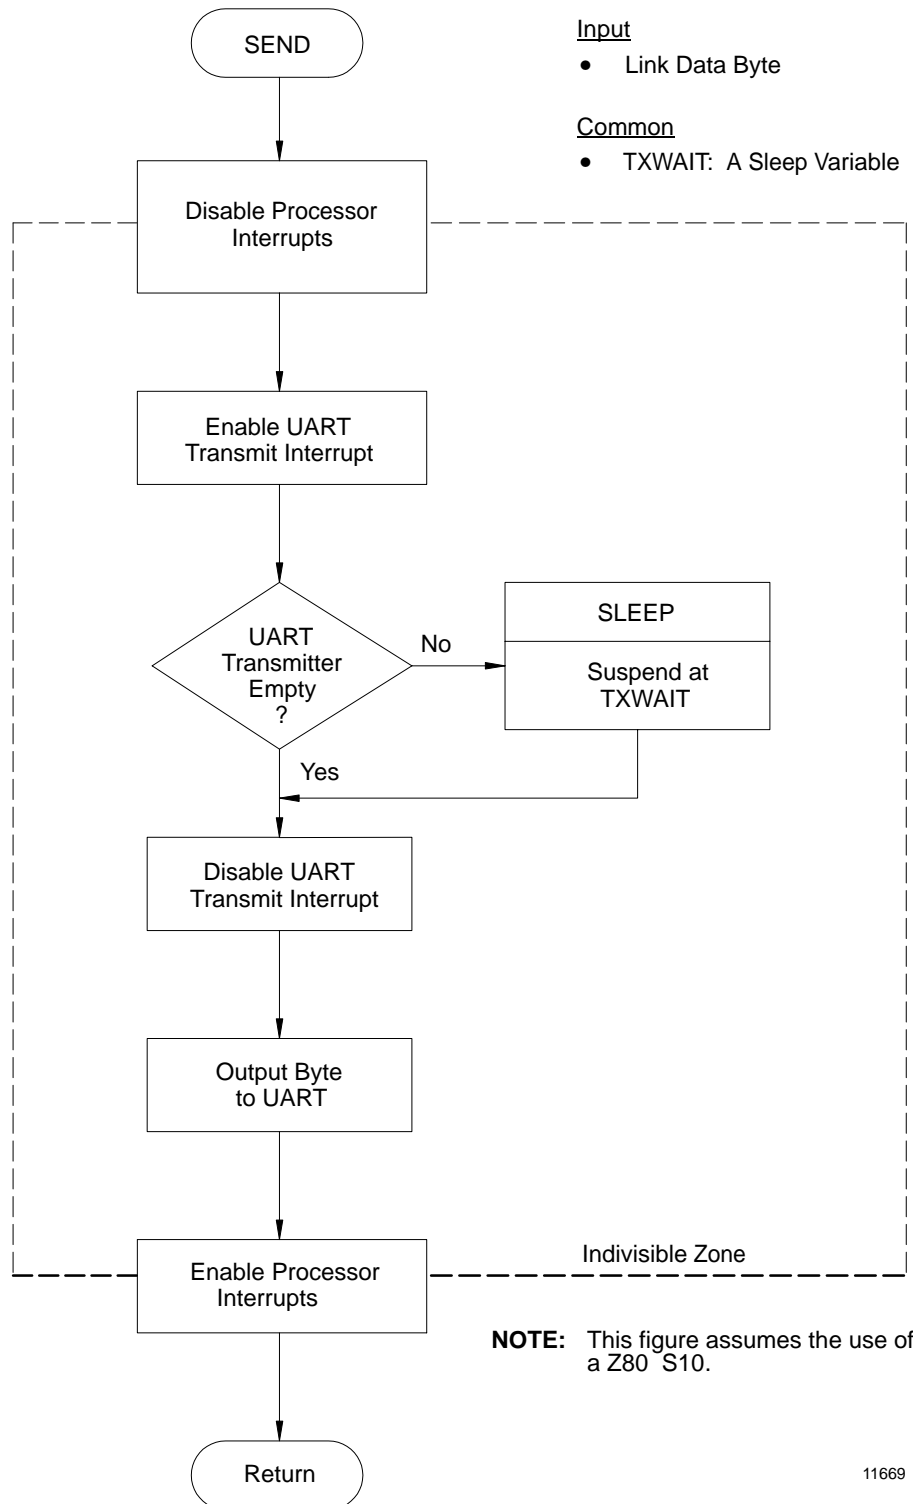 SEND
Input
• Link Data Byte
Common
• TXWAIT: A Sleep Variable
Disable Processor
Interrupts
Enable UART
Transmit Interrupt
UART
Transmitter
Empty
?
No
SLEEP
Suspend at
TXWAIT
Yes
Disable UART
Transmit Interrupt
Output Byte
to UART
Indivisible Zone
Enable Processor
Interrupts
NOTE: This figure assumes the use of
a Z80 S10.
Return
11669